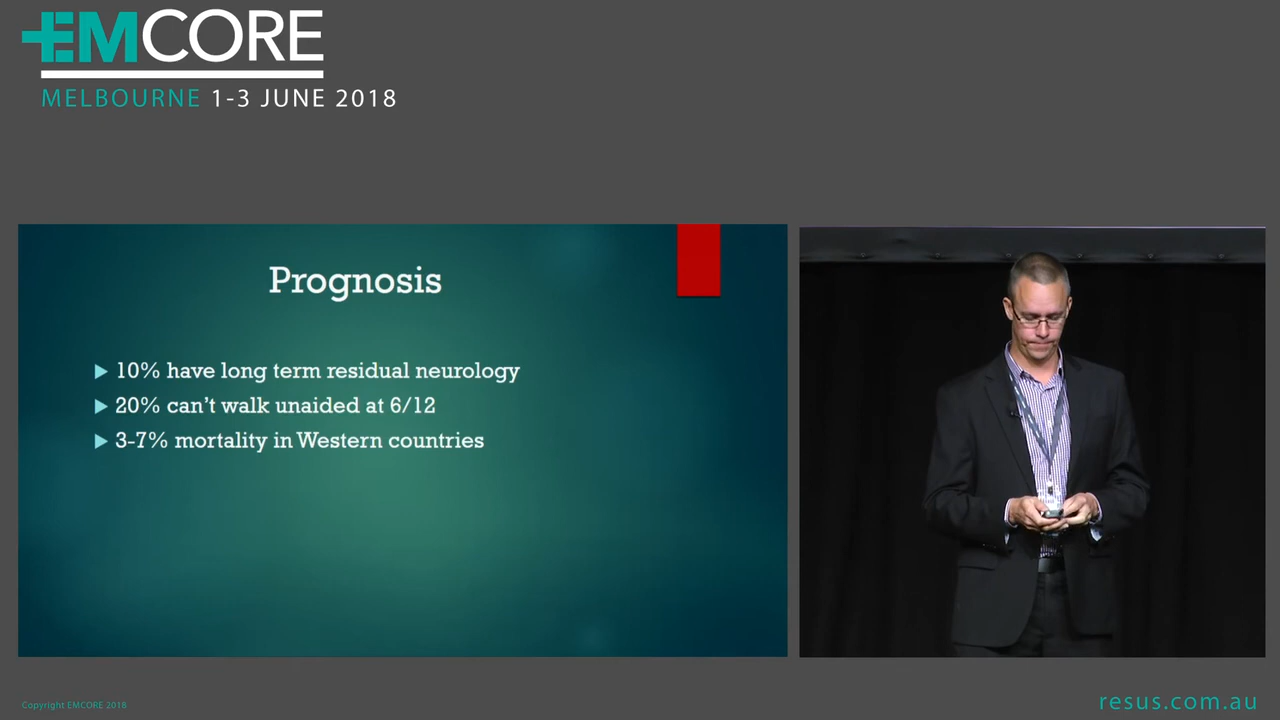 EMCORE
MELBOURNE 1-3 JUNE 2018
Prognosis
10% have long term residual neurology
20% can't walk unaided at 6/12
3-7% mortality in Western countries
Copyright EMCORE 2018
resus.com.au